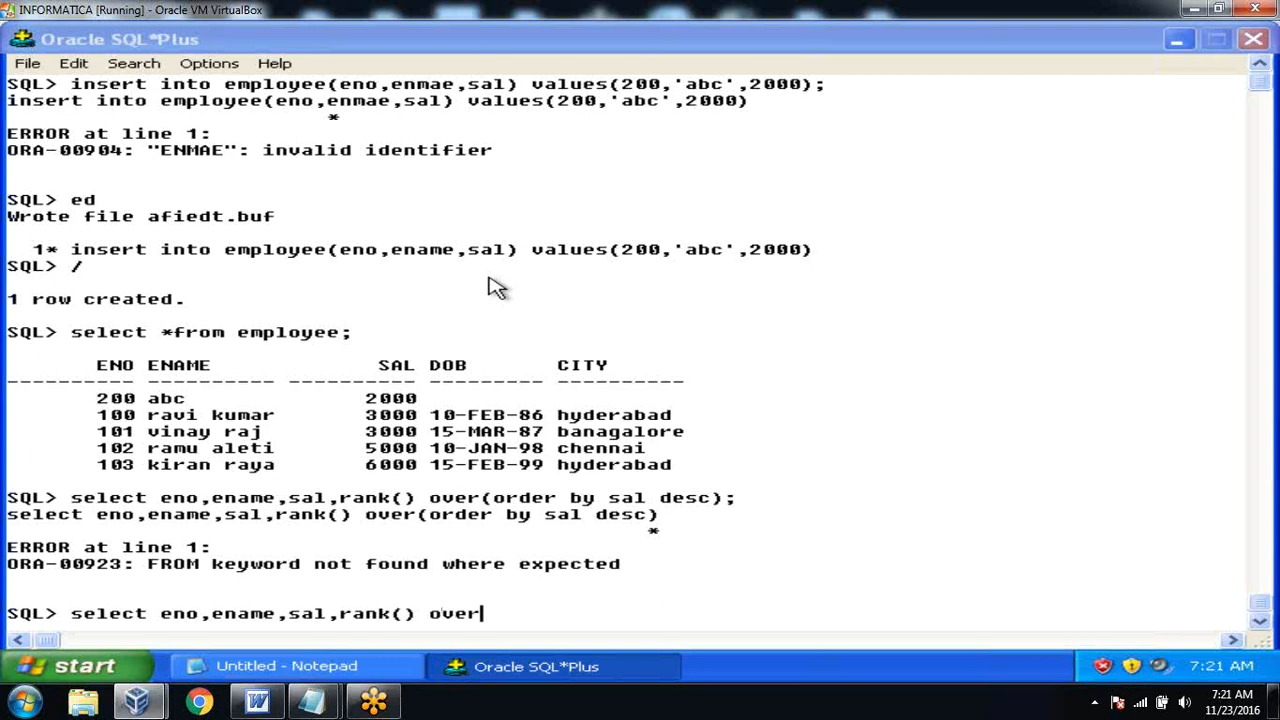 INFORMATICA [Running] - Oracle VM VirtualBox
Oracle SQL*Plus
File Edit Search Options Help
SQL> insert into employee(eno,enmae,sal) values(200,'abc',2000);
insert into employee(eno,enmae,sal) values(200,'abc',2000)
*
ERROR at line 1:
ORA-00904: "ENMAE": invalid identifier
SQL> ed
Wrote file afiedt.buf
1* insert into employee(eno,ename,sal) values(200,'abc',2000)
SQL> /
1 row created.
SQL> select *from employee;
ENO ENAME SAL DOB CITY
---------- ---------- ---------- --------- ----------
200 abc 2000
100 ravi kumar 3000 10-FEB-86 hyderabad
101 vinay raj 3000 15-MAR-87 banagalore
102 ramu aleti 5000 10-JAN-98 chennai
103 kiran raya 6000 15-FEB-99 hyderabad
SQL> select eno,ename,sal,rank() over(order by sal desc);
select eno,ename,sal,rank() over(order by sal desc)
*
ERROR at line 1:
ORA-00923: FROM keyword not found where expected
SQL> select eno,ename,sal,rank() over
start Untitled - Notepad Oracle SQL*Plus 7:21 AM
7:21 AM
11/23/2016